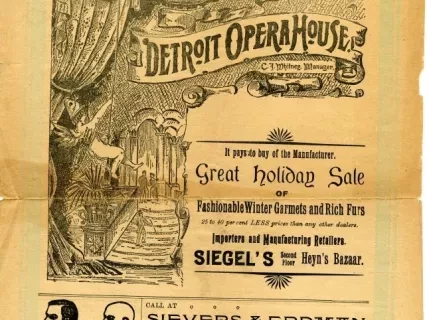 DETROIT OPERA HOUSE,
C. J. Whitney, Manager.
It pays to buy of the Manufacturer.
Great Holiday Sale
OF
Fashionable Winter Garmets and Rich Furs
25 to 40 per cent LESS prices than any other dealers.
Importers and Manufacturing Retailers.
SIEGEL'S Second Floor Heyn's Bazaar.
CALL AT
SIEVERS & ERDMAN